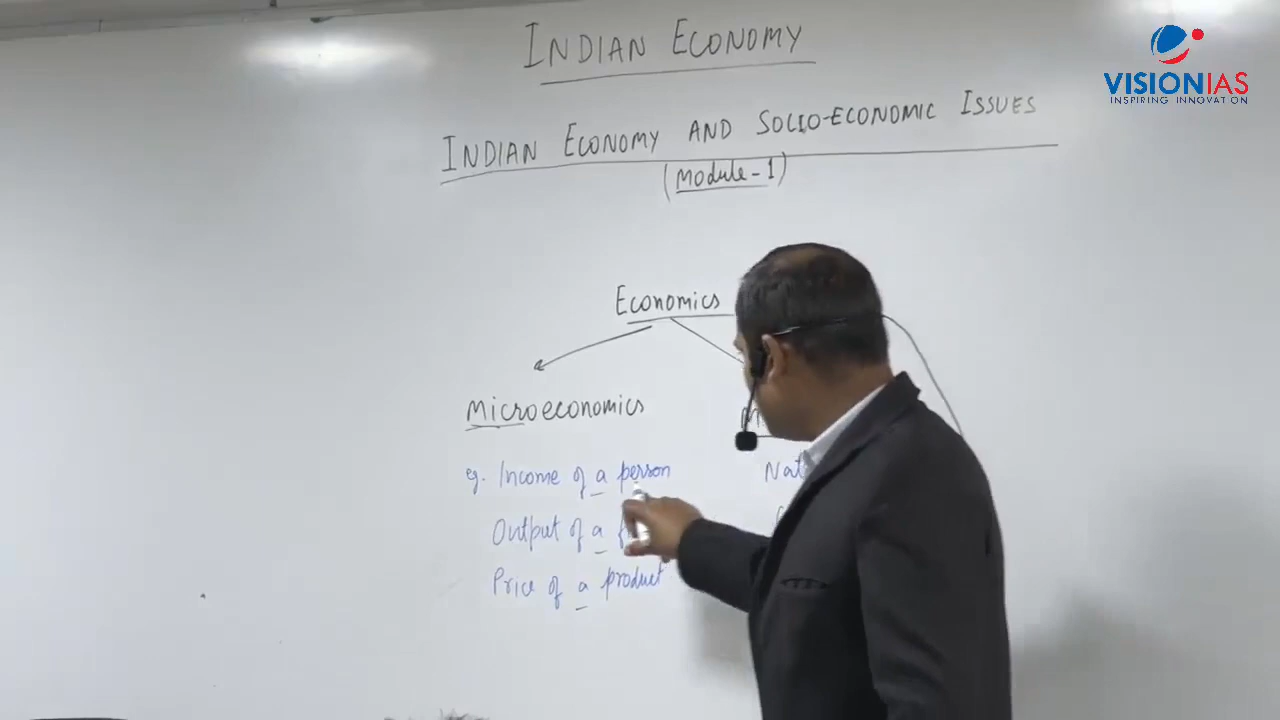 INDIAN ECONOMY
VISIONIAS
INSPIRING INNOVATION
INDIAN ECONOMY AND SOCIO-ECONOMIC ISSUES
(Module-1)
Economics
Microeconomics
eg. Income of a person
Output of a
Price of a product